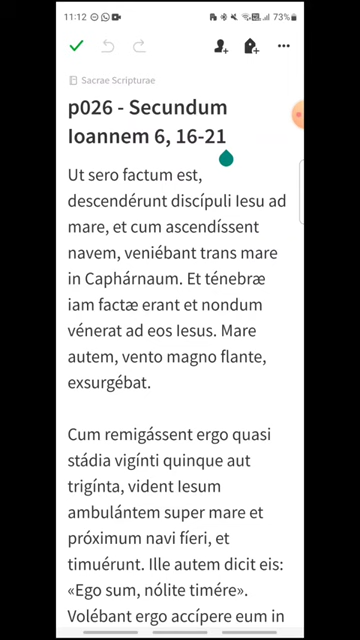 11:12
73%
Sacrae Scripturae
p026 - Secundum
Ioannem 6, 16-21
Ut sero factum est,
descendérunt discípuli Iesu ad
mare, et cum ascendíssent
navem, veniébant trans mare
in Caphárnaum. Et ténebræ
iam factæ erant et nondum
vénerat ad eos Iesus. Mare
autem, vento magno flante,
exsurgébat.
Cum remigássent ergo quasi
stádia vigínti quinque aut
trigínta, vident Iesum
ambulántem super mare et
próximum navi fíeri, et
timuérunt. Ille autem dicit eis:
«Ego sum, nólite timére».
Volébant ergo accípere eum in